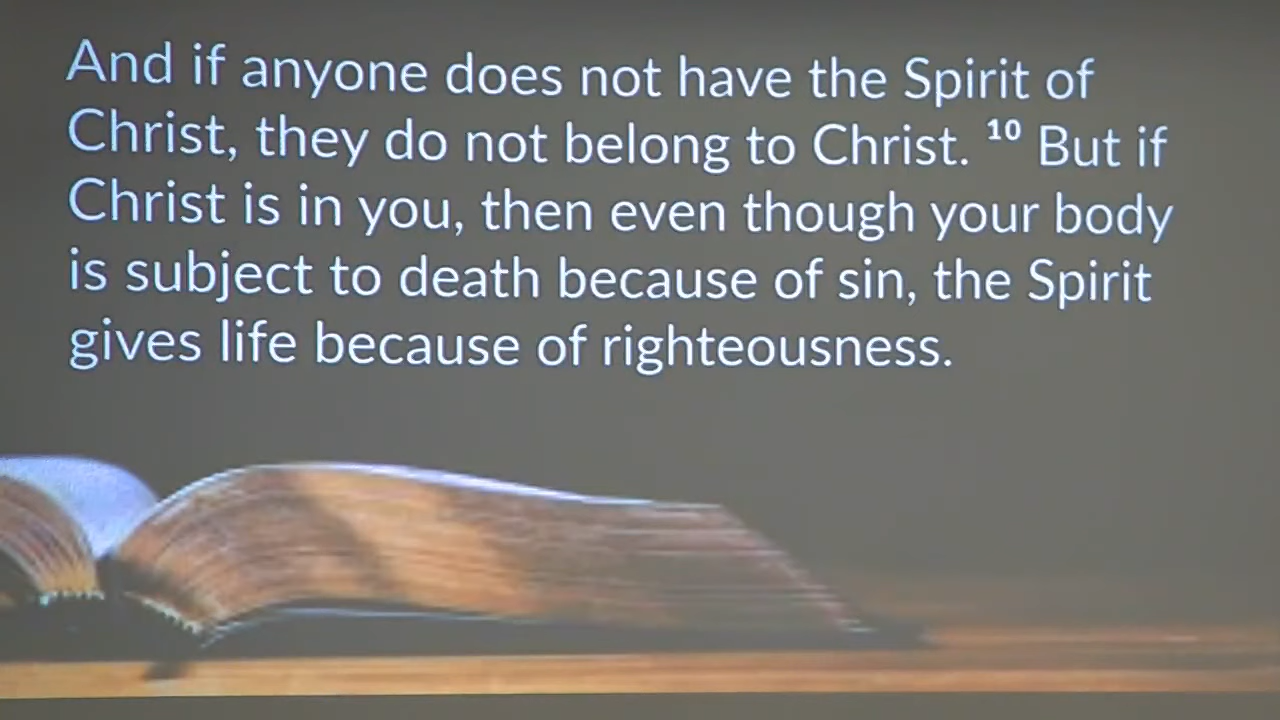 And if anyone does not have the Spirit of
Christ, they do not belong to Christ. ¹⁰ But if
Christ is in you, then even though your body
is subject to death because of sin, the Spirit
gives life because of righteousness.